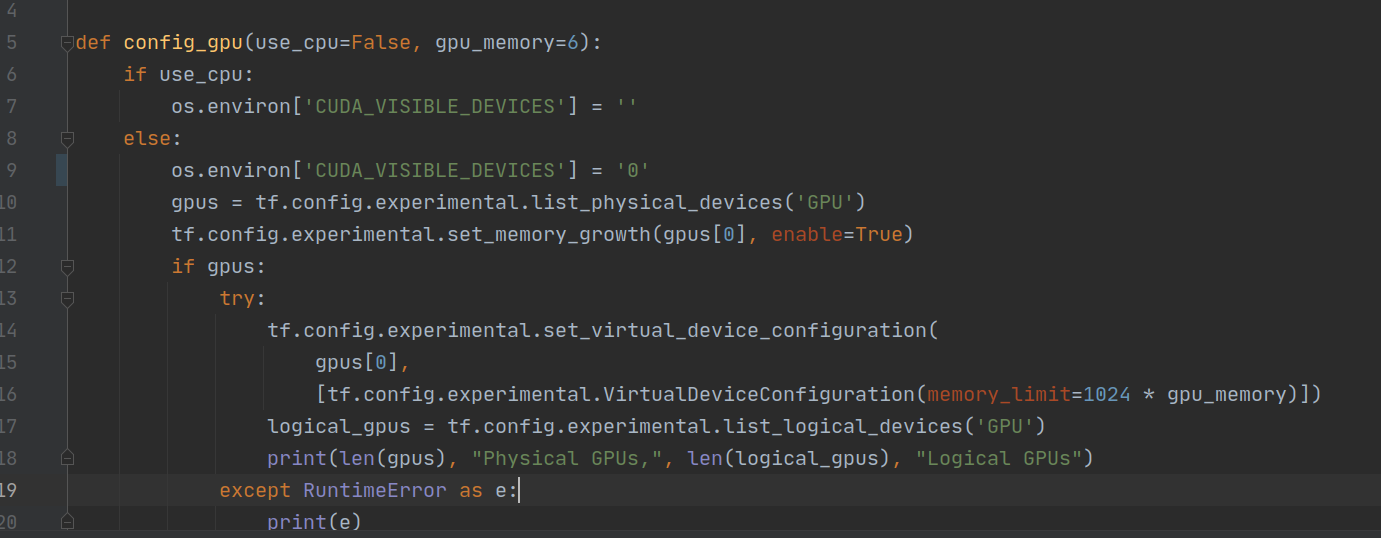 4
5 def config_gpu(use_cpu=False, gpu_memory=6):
6     if use_cpu:
7         os.environ['CUDA_VISIBLE_DEVICES'] = ''
8     else:
9         os.environ['CUDA_VISIBLE_DEVICES'] = '0'
10         gpus = tf.config.experimental.list_physical_devices('GPU')
11         tf.config.experimental.set_memory_growth(gpus[0], enable=True)
12         if gpus:
13             try:
14                 tf.config.experimental.set_virtual_device_configuration(
15                     gpus[0],
16                     [tf.config.experimental.VirtualDeviceConfiguration(memory_limit=1024 * gpu_memory)])
17                 logical_gpus = tf.config.experimental.list_logical_devices('GPU')
18                 print(len(gpus), "Physical GPUs,", len(logical_gpus), "Logical GPUs")
19             except RuntimeError as e:
20                 print(e)